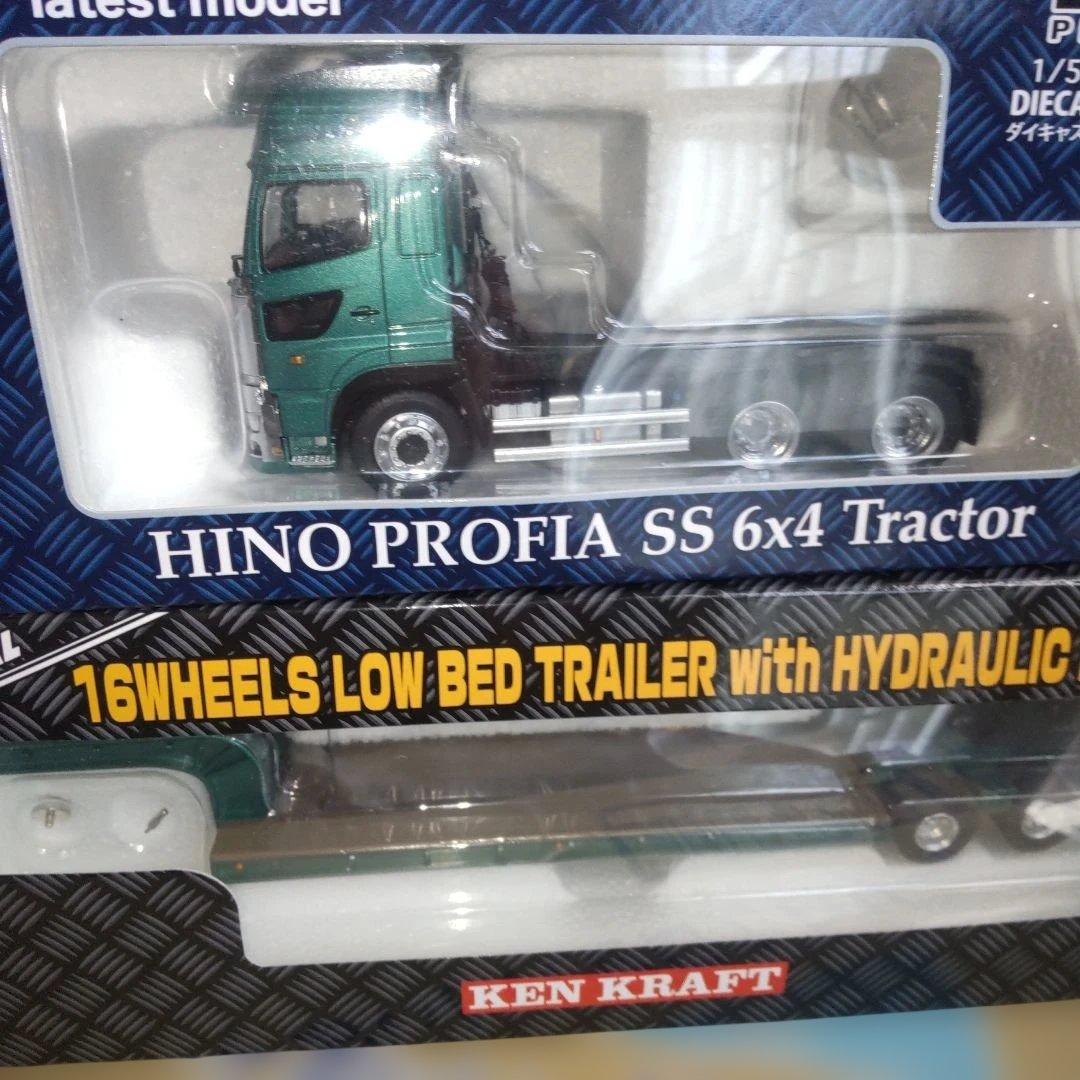 latest model
1/5
DIECA
ダイキャス
HINO PROFIA SS 6x4 Tractor
16WHEELS LOW BED TRAILER with HYDRAULIC
KEN KRAFT